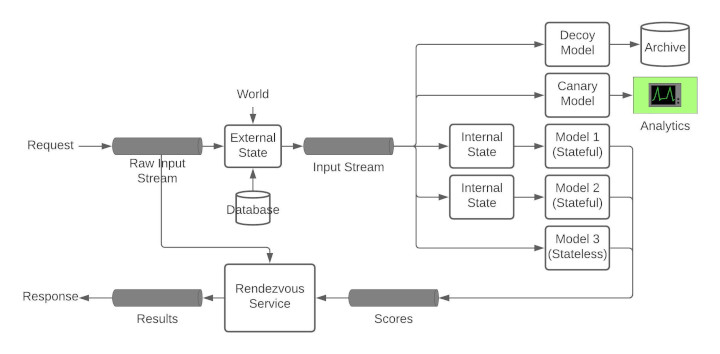 Decoy
Model
Archive
Canary
Model
Analytics
World
Request
Raw Input
Stream
External
State
Input Stream
Internal
State
Model 1
(Stateful)
Database
Internal
State
Model 2
(Stateful)
Model 3
(Stateless)
Response
Results
Rendezvous
Service
Scores